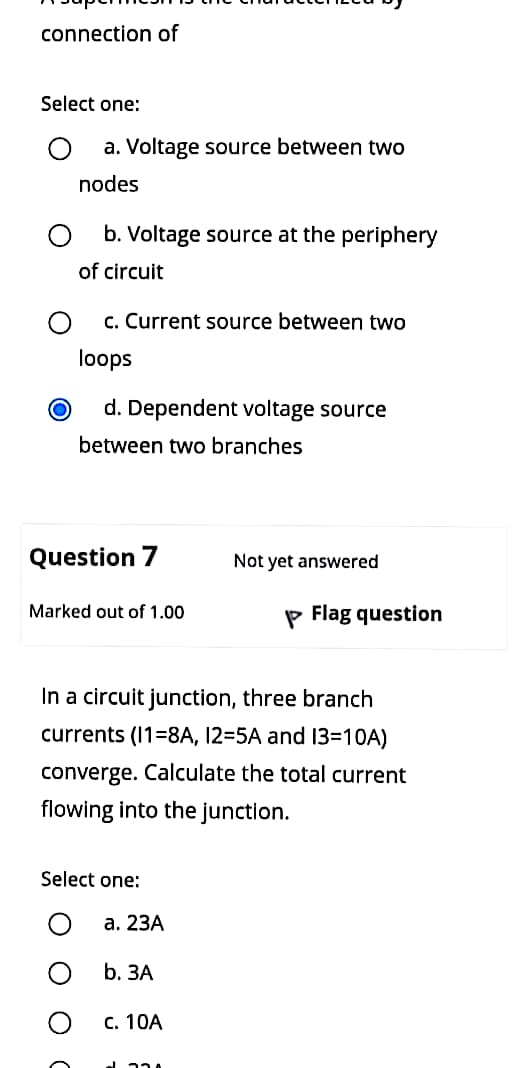 connection of
Select one:
a. Voltage source between two
nodes
b. Voltage source at the periphery
of circuit
c. Current source between two
loops
d. Dependent voltage source
between two branches
Question 7 Not yet answered
Marked out of 1.00 Flag question
In a circuit junction, three branch
currents (I1=8A, I2=5A and I3=10A)
converge. Calculate the total current
flowing into the junction.
Select one:
a. 23A
b. 3A
c. 10A